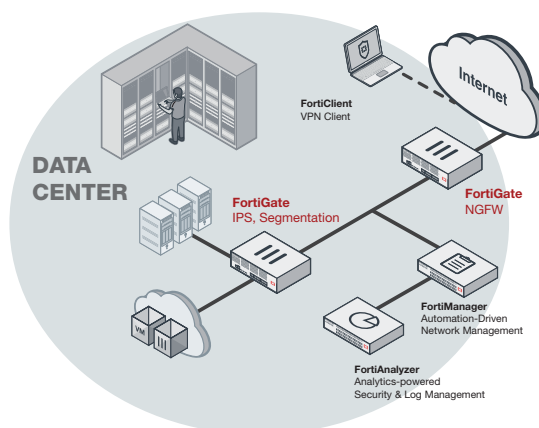 Internet
FortiClient
VPN Client
DATA
CENTER
FortiGate
IPS, Segmentation
FortiGate
NGFW
VM
FortiManager
Automation-Driven
Network Management
FortiAnalyzer
Analytics-powered
Security & Log Management